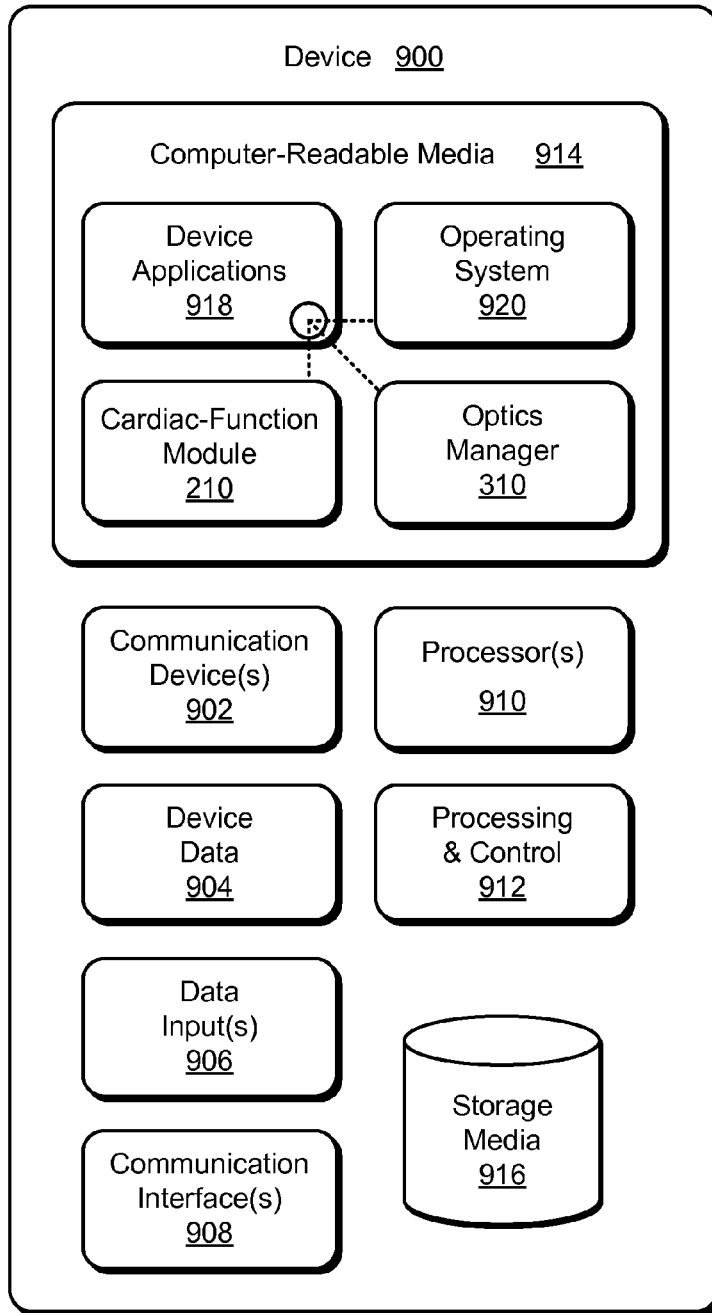 Device 900
Computer-Readable Media 914
Device
Applications
918
Operating
System
920
Cardiac-Function
Module
210
Optics
Manager
310
Communication
Device(s)
902
Processor(s)
910
Device
Data
904
Processing
& Control
912
Data
Input(s)
906
Storage
Media
916
Communication
Interface(s)
908